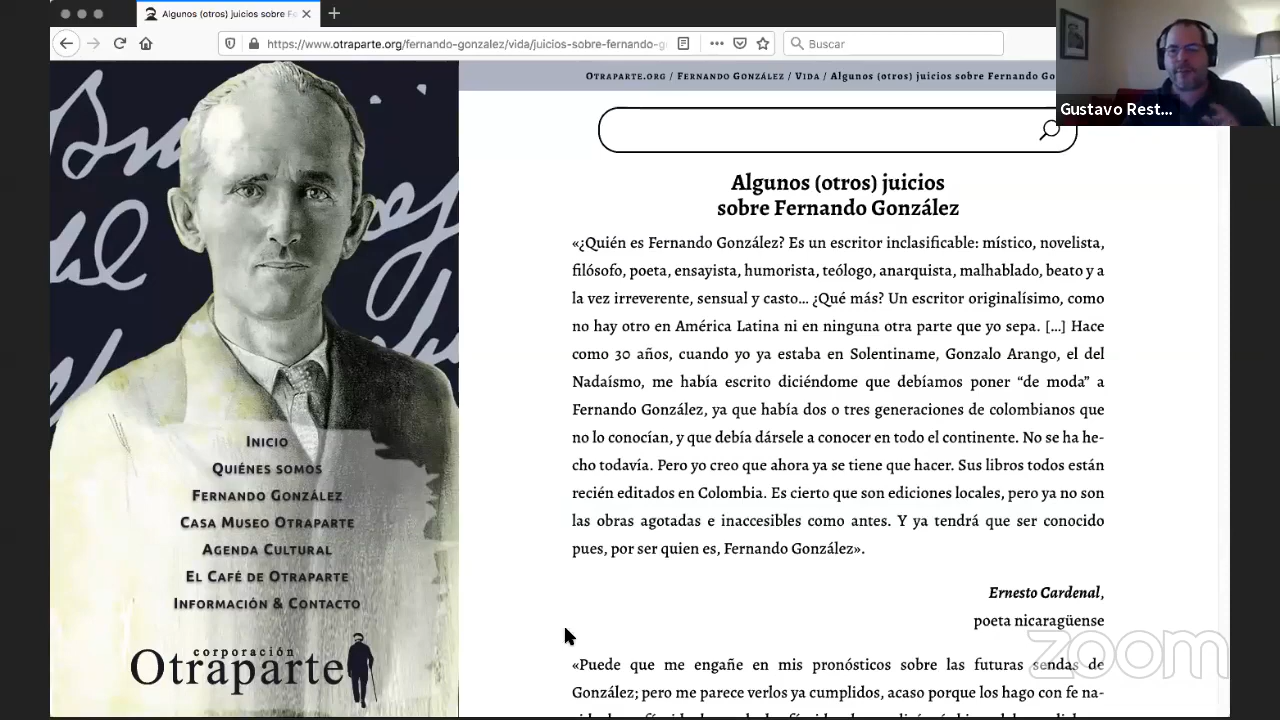 Algunos (otros) juicios sobre Fe
https://www.otraparte.org/fernando-gonzalez/vida/juicios-sobre-fernando-g
Buscar
Gustavo Rest...
Otraparte.org / Fernando González / Vida / Algunos (otros) juicios sobre Fernando Go
Algunos (otros) juicios
sobre Fernando González
«¿Quién es Fernando González? Es un escritor inclasificable: místico, novelista,
filósofo, poeta, ensayista, humorista, teólogo, anarquista, malhablado, beato y a
la vez irreverente, sensual y casto... ¿Qué más? Un escritor originalísimo, como
no hay otro en América Latina ni en ninguna otra parte que yo sepa. [...] Hace
como 30 años, cuando yo ya estaba en Solentiname, Gonzalo Arango, el del
Nadaísmo, me había escrito diciéndome que debíamos poner “de moda” a
Fernando González, ya que había dos o tres generaciones de colombianos que
no lo conocían, y que debía dársele a conocer en todo el continente. No se ha he-
cho todavía. Pero yo creo que ahora ya se tiene que hacer. Sus libros todos están
recién editados en Colombia. Es cierto que son ediciones locales, pero ya no son
las obras agotadas e inaccesibles como antes. Y ya tendrá que ser conocido
pues, por ser quien es, Fernando González».
Ernesto Cardenal,
poeta nicaragüense
«Puede que me engañe en mis pronósticos sobre las futuras sendas de
González; pero me parece verlos ya cumplidos, acaso porque los hago con fe na-
Inicio
Quiénes somos
Fernando González
Casa Museo Otraparte
Agenda Cultural
El Café de Otraparte
Información & Contacto
corporación
Otraparte
zoom